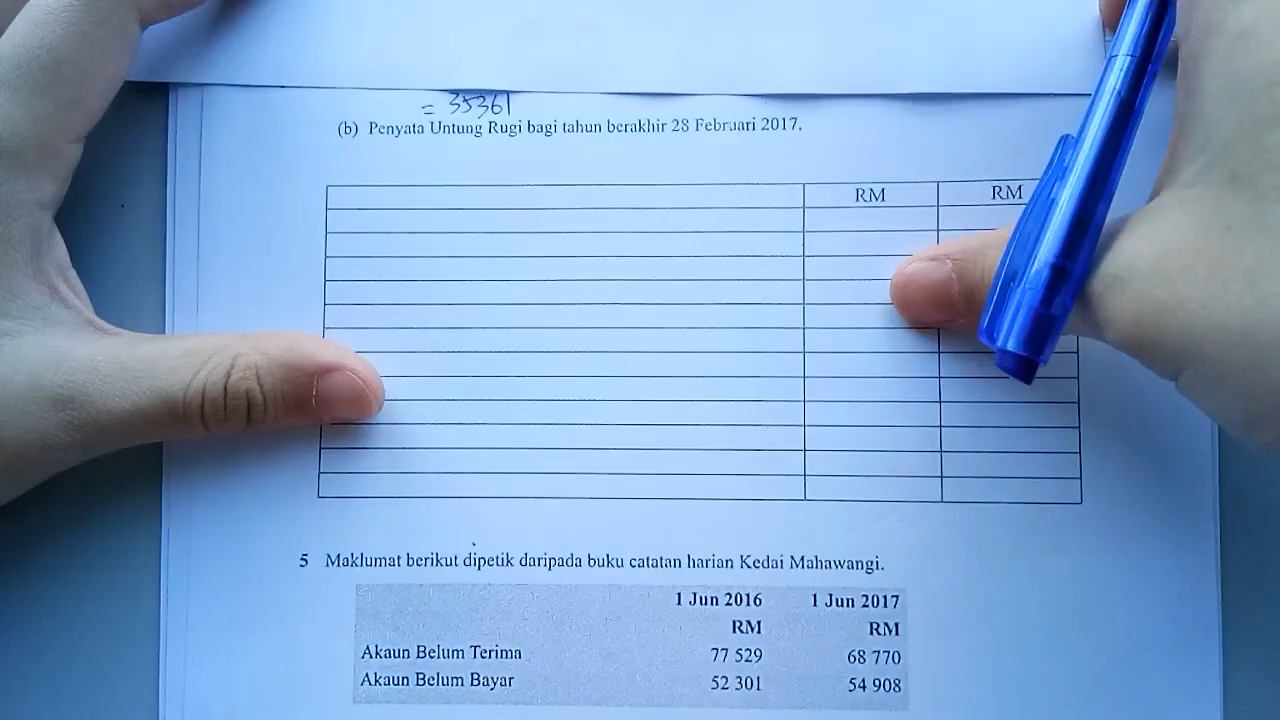 = 35361
(b) Penyata Untung Rugi bagi tahun berakhir 28 Februari 2017.
RM RM
5 Maklumat berikut dipetik daripada buku catatan harian Kedai Mahawangi.
1 Jun 2016 1 Jun 2017
RM RM
Akaun Belum Terima 77 529 68 770
Akaun Belum Bayar 52 301 54 908